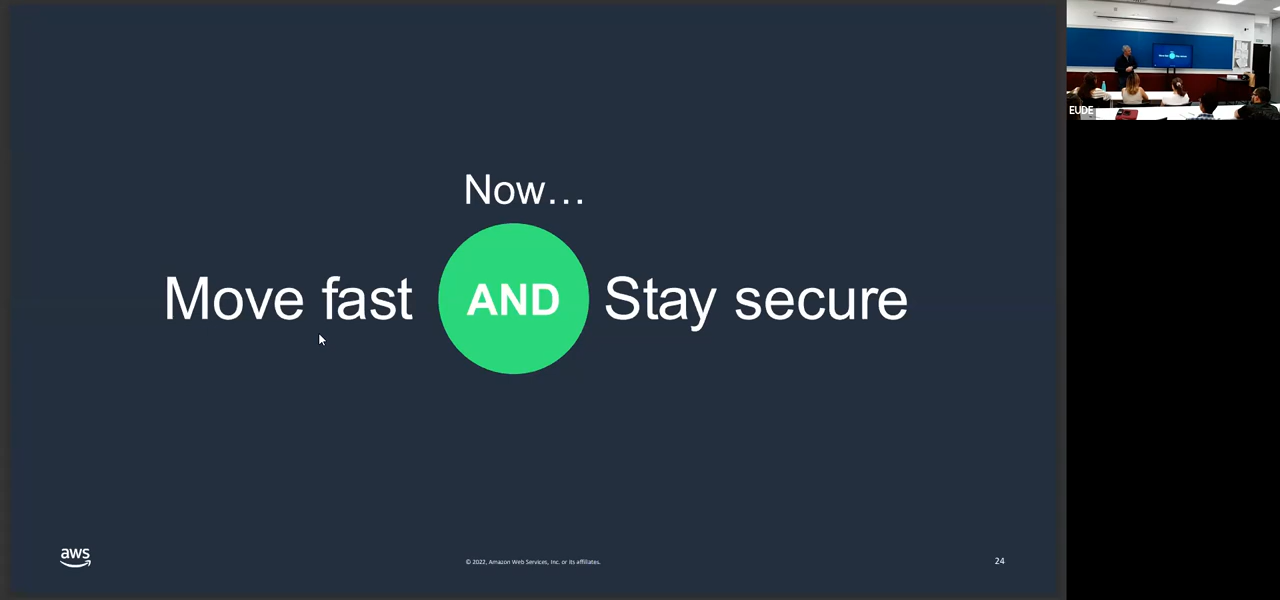 Now...
Move fast AND Stay secure
aws
© 2022, Amazon Web Services, Inc. or its affiliates.
24
EUDE